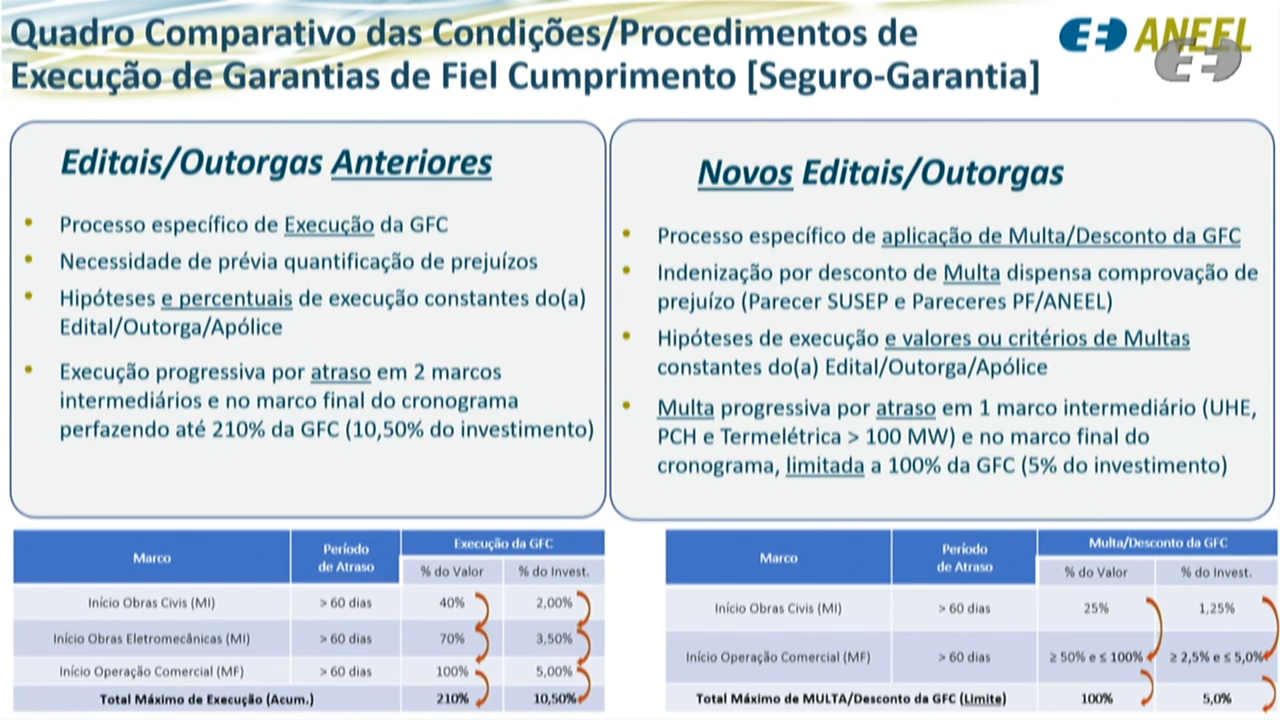 Quadro Comparativo das Condições/Procedimentos de
Execução de Garantias de Fiel Cumprimento [Seguro-Garantia]
ANEEL
Editais/Outorgas Anteriores
• Processo específico de Execução da GFC
• Necessidade de prévia quantificação de prejuízos
• Hipóteses e percentuais de execução constantes do(a)
Edital/Outorga/Apólice
• Execução progressiva por atraso em 2 marcos
intermediários e no marco final do cronograma
perfazendo até 210% da GFC (10,50% do investimento)
Novos Editais/Outorgas
• Processo específico de aplicação de Multa/Desconto da GFC
• Indenização por desconto de Multa dispensa comprovação de
prejuízo (Parecer SUSEP e Pareceres PF/ANEEL)
• Hipóteses de execução e valores ou critérios de Multas
constantes do(a) Edital/Outorga/Apólice
• Multa progressiva por atraso em 1 marco intermediário (UHE,
PCH e Termelétrica > 100 MW) e no marco final do
cronograma, limitada a 100% da GFC (5% do investimento)
Marco
Período
de Atraso
Execução da GFC
% do Valor % do Invest.
Início Obras Civis (MI) > 60 dias 40% 2,00%
Início Obras Eletromecânicas (MI) > 60 dias 70% 3,50%
Início Operação Comercial (MF) > 60 dias 100% 5,00%
Total Máximo de Execução (Acum.) 210% 10,50%
Marco
Período
de Atraso
Multa/Desconto da GFC
% do Valor % do Invest.
Início Obras Civis (MI) > 60 dias 25% 1,25%
Início Operação Comercial (MF) > 60 dias ≥ 50% e ≤ 100% ≥ 2,5% e ≤ 5,0%
Total Máximo de MULTA/Desconto da GFC (Limite) 100% 5,0%